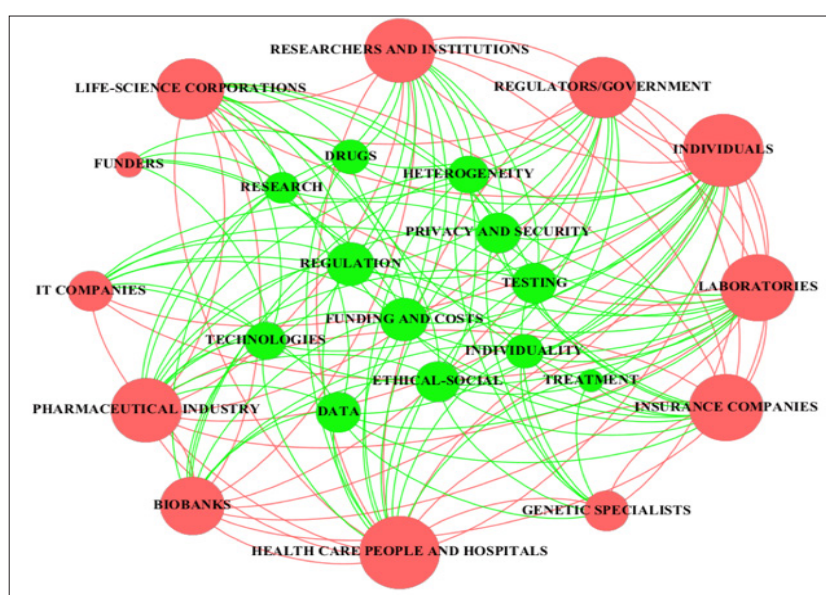 RESEARCHERS AND INSTITUTIONS
LIFE-SCIENCE CORPORATIONS
REGULATORS/GOVERNMENT
INDIVIDUALS
FUNDERS
DRUGS
HETEROGENEITY
RESEARCH
PRIVACY AND SECURITY
REGULATION
TESTING
IT COMPANIES
LABORATORIES
FUNDING AND COSTS
TECHNOLOGIES
INDIVIDUALITY
ETHICAL-SOCIAL
TREATMENT
PHARMACEUTICAL INDUSTRY
DATA
INSURANCE COMPANIES
BIOBANKS
GENETIC SPECIALISTS
HEALTH CARE PEOPLE AND HOSPITALS